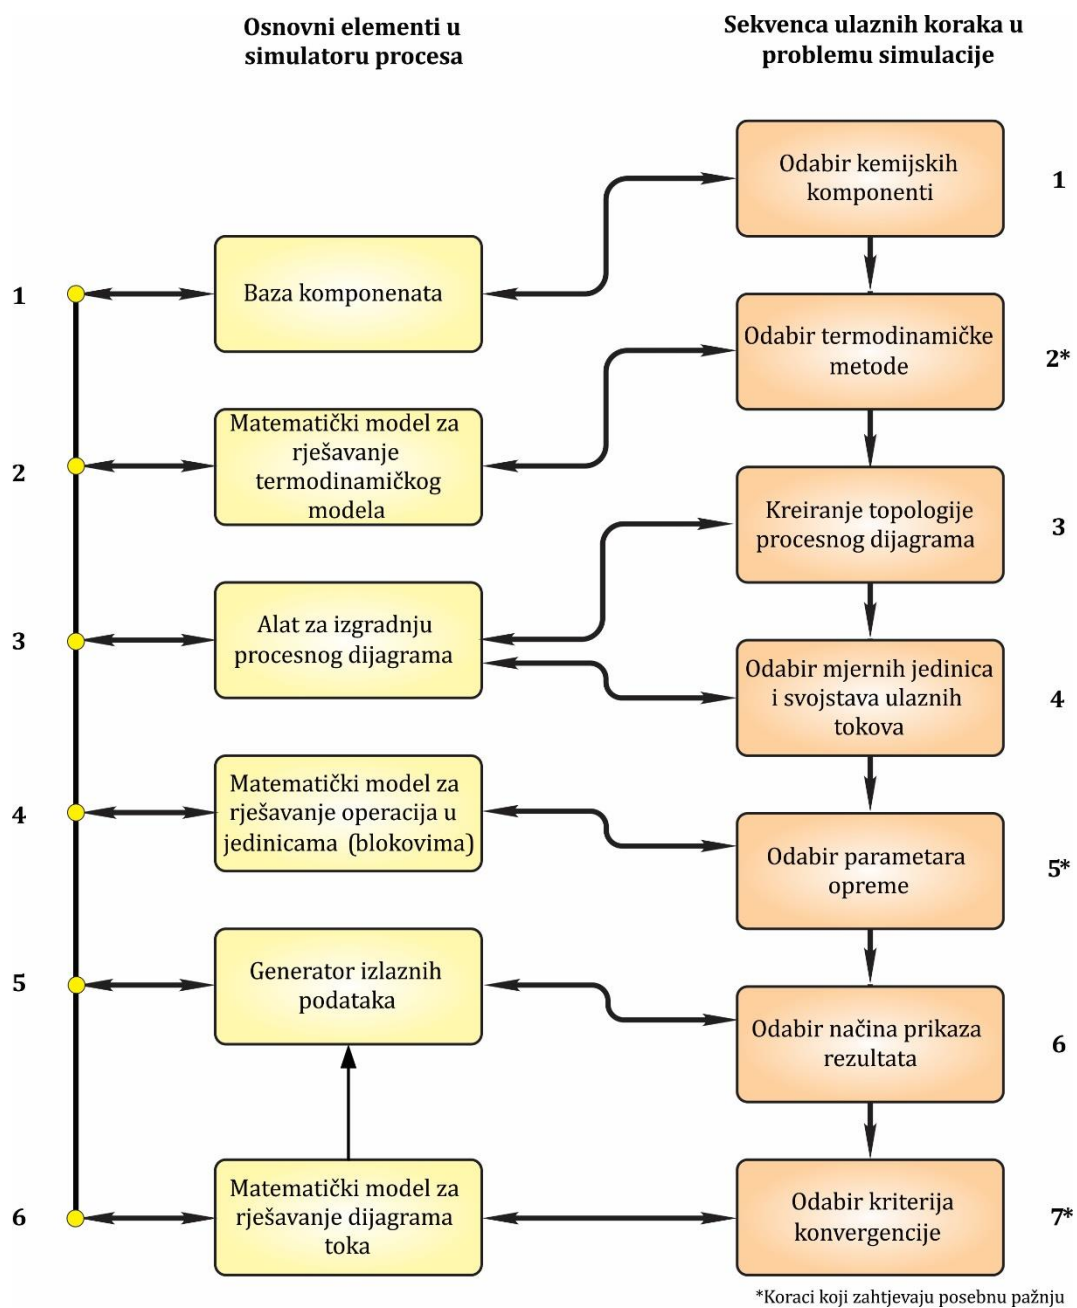 Osnovni elementi u
simulatoru procesa
Sekvenca ulaznih koraka u
problemu simulacije
1
Baza komponenata
2
Matematički model za
rješavanje
termodinamičkog
modela
3
Alat za izgradnju
procesnog dijagrama
4
Matematički model za
rješavanje operacija u
jedinicama (blokovima)
5
Generator izlaznih
podataka
6
Matematički model za
rješavanje dijagrama
toka
Odabir kemijskih
komponenti
1
Odabir termodinamičke
metode
2*
Kreiranje topologije
procesnog dijagrama
3
Odabir mjernih jedinica
i svojstava ulaznih
tokova
4
Odabir parametara
opreme
5*
Odabir načina prikaza
rezultata
6
Odabir kriterija
konvergencije
7*
*Koraci koji zahtjevaju posebnu pažnju